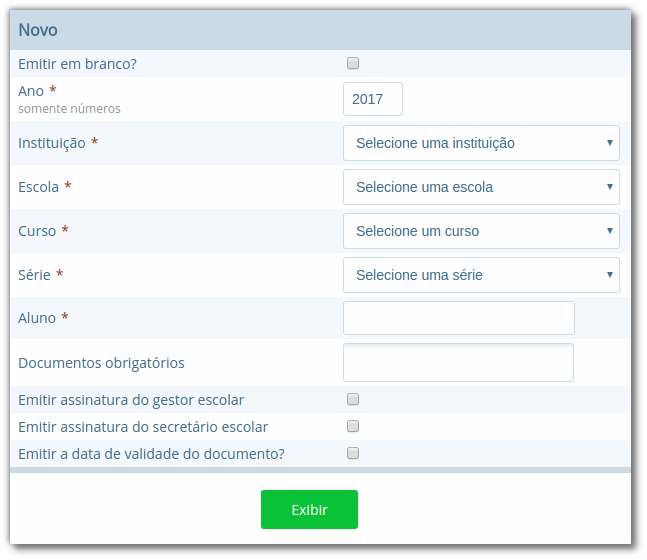 Novo
Emitir em branco?
Ano *
somente números
2017
Instituição *
Selecione uma instituição
Escola *
Selecione uma escola
Curso *
Selecione um curso
Série *
Selecione uma série
Aluno *
Documentos obrigatórios
Emitir assinatura do gestor escolar
Emitir assinatura do secretário escolar
Emitir a data de validade do documento?
Exibir